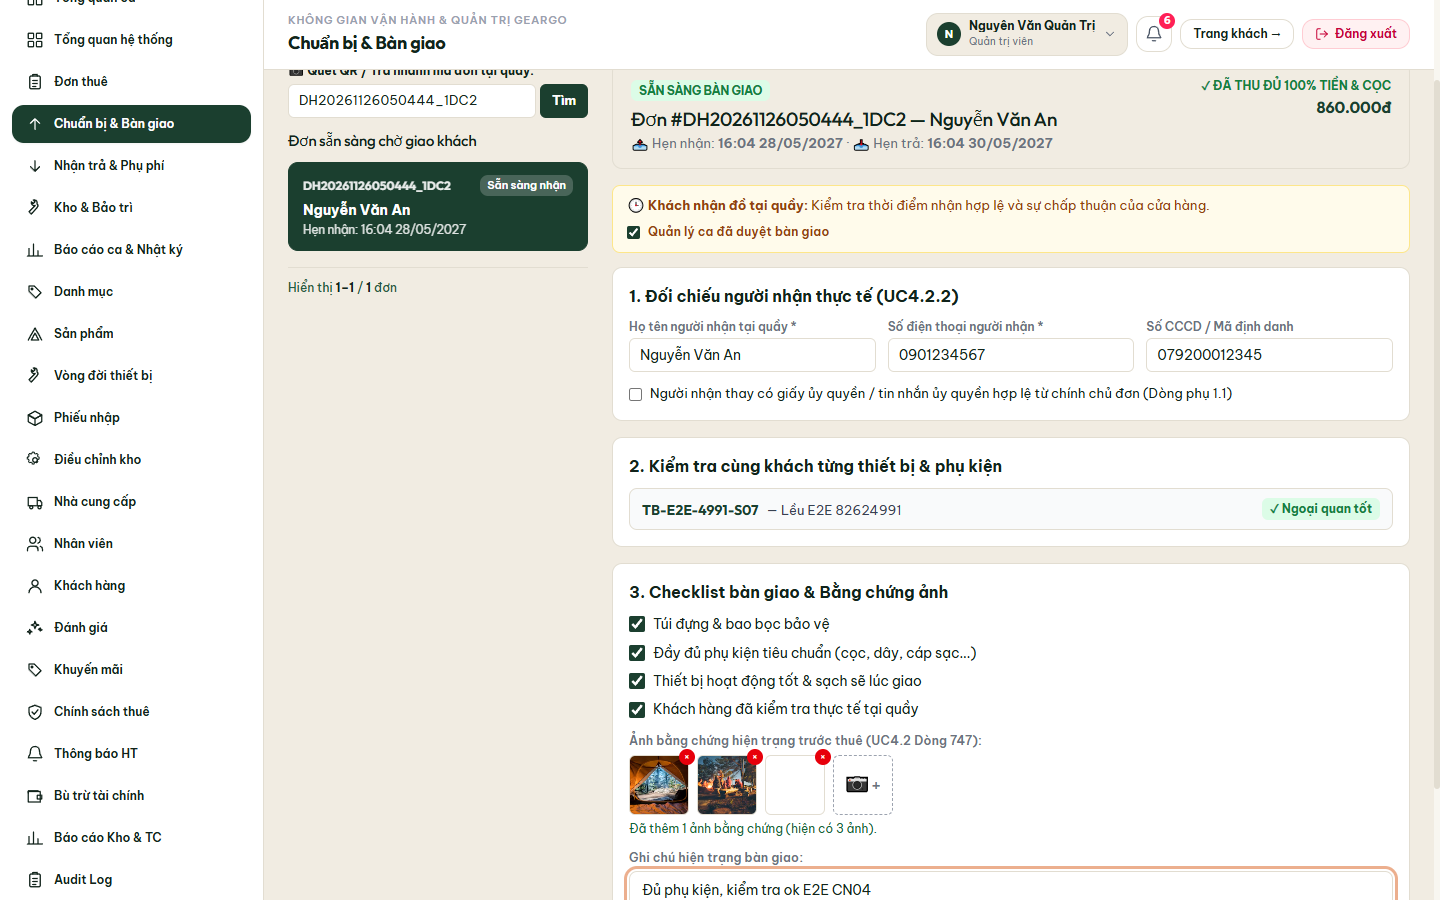 Tổng quan hệ thống
Đơn thuê
Chuẩn bị & Bàn giao
Nhận trả & Phụ phí
Kho & Bảo trì
Báo cáo ca & Nhật ký
Danh mục
Sản phẩm
Vòng đời thiết bị
Phiếu nhập
Điều chỉnh kho
Nhà cung cấp
Nhân viên
Khách hàng
Đánh giá
Khuyến mãi
Chính sách thuê
Thông báo HT
Bù trừ tài chính
Báo cáo Kho & TC
Audit Log
KHÔNG GIAN VẬN HÀNH & QUẢN TRỊ GEARGO
Chuẩn bị & Bàn giao
N
Nguyễn Văn Quản Trị
Quản trị viên
6
Trang khách →
Đăng xuất
Quét QR / Tra nhanh mã đơn tại quầy:
DH20261126050444_1DC2
Tìm
Đơn sẵn sàng chờ giao khách
DH20261126050444_1DC2
Sẵn sàng nhận
Nguyễn Văn An
Hẹn nhận: 16:04 28/05/2027
Hiển thị 1–1 / 1 đơn
SẴN SÀNG BÀN GIAO
Đơn #DH20261126050444_1DC2 — Nguyễn Văn An
Hẹn nhận: 16:04 28/05/2027 · Hẹn trả: 16:04 30/05/2027
✓ ĐÃ THU ĐỦ 100% TIỀN & CỌC
860.000đ
Khách nhận đồ tại quầy: Kiểm tra thời điểm nhận hợp lệ và sự chấp thuận của cửa hàng.
Quản lý ca đã duyệt bàn giao
1. Đối chiếu người nhận thực tế (UC4.2.2)
Họ tên người nhận tại quầy *
Số điện thoại người nhận *
Số CCCD / Mã định danh
Nguyễn Văn An
0901234567
079200012345
Người nhận thay có giấy ủy quyền / tin nhắn ủy quyền hợp lệ từ chính chủ đơn (Dòng phụ 1.1)
2. Kiểm tra cùng khách từng thiết bị & phụ kiện
TB-E2E-4991-S07 — Lều E2E 82624991
✓ Ngoại quan tốt
3. Checklist bàn giao & Bằng chứng ảnh
Túi đựng & bao bọc bảo vệ
Đầy đủ phụ kiện tiêu chuẩn (cọc, dây, cáp sạc...)
Thiết bị hoạt động tốt & sạch sẽ lúc giao
Khách hàng đã kiểm tra thực tế tại quầy
Ảnh bằng chứng hiện trạng trước thuê (UC4.2 Dòng 747):
+
Đã thêm 1 ảnh bằng chứng (hiện có 3 ảnh).
Ghi chú hiện trạng bàn giao:
Đủ phụ kiện, kiểm tra ok E2E CN04